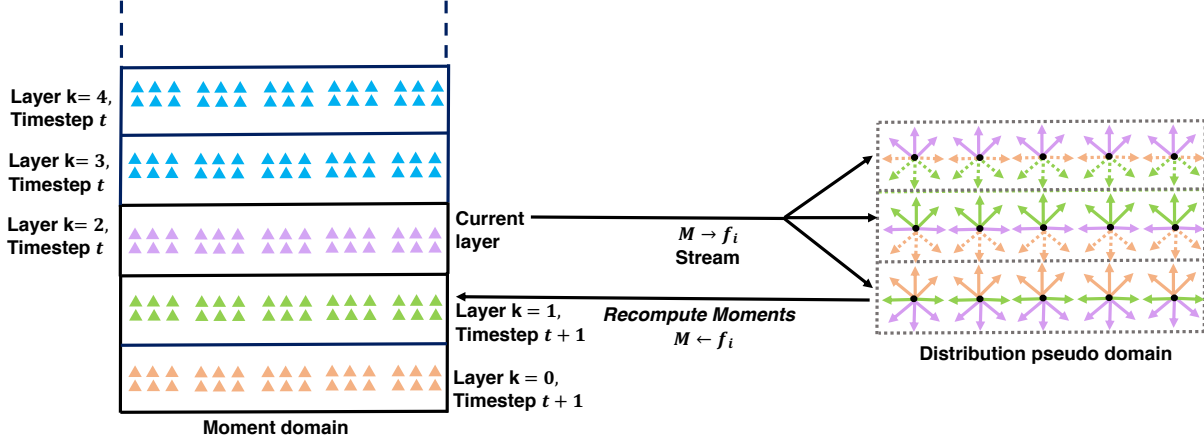 Layer k= 4,
Timestep t
Layer k= 3,
Timestep t
Layer k= 2,
Timestep t
Current
layer
M → f_i
Stream
Recompute Moments
M ← f_i
Layer k = 1,
Timestep t + 1
Layer k = 0,
Timestep t + 1
Moment domain
Distribution pseudo domain